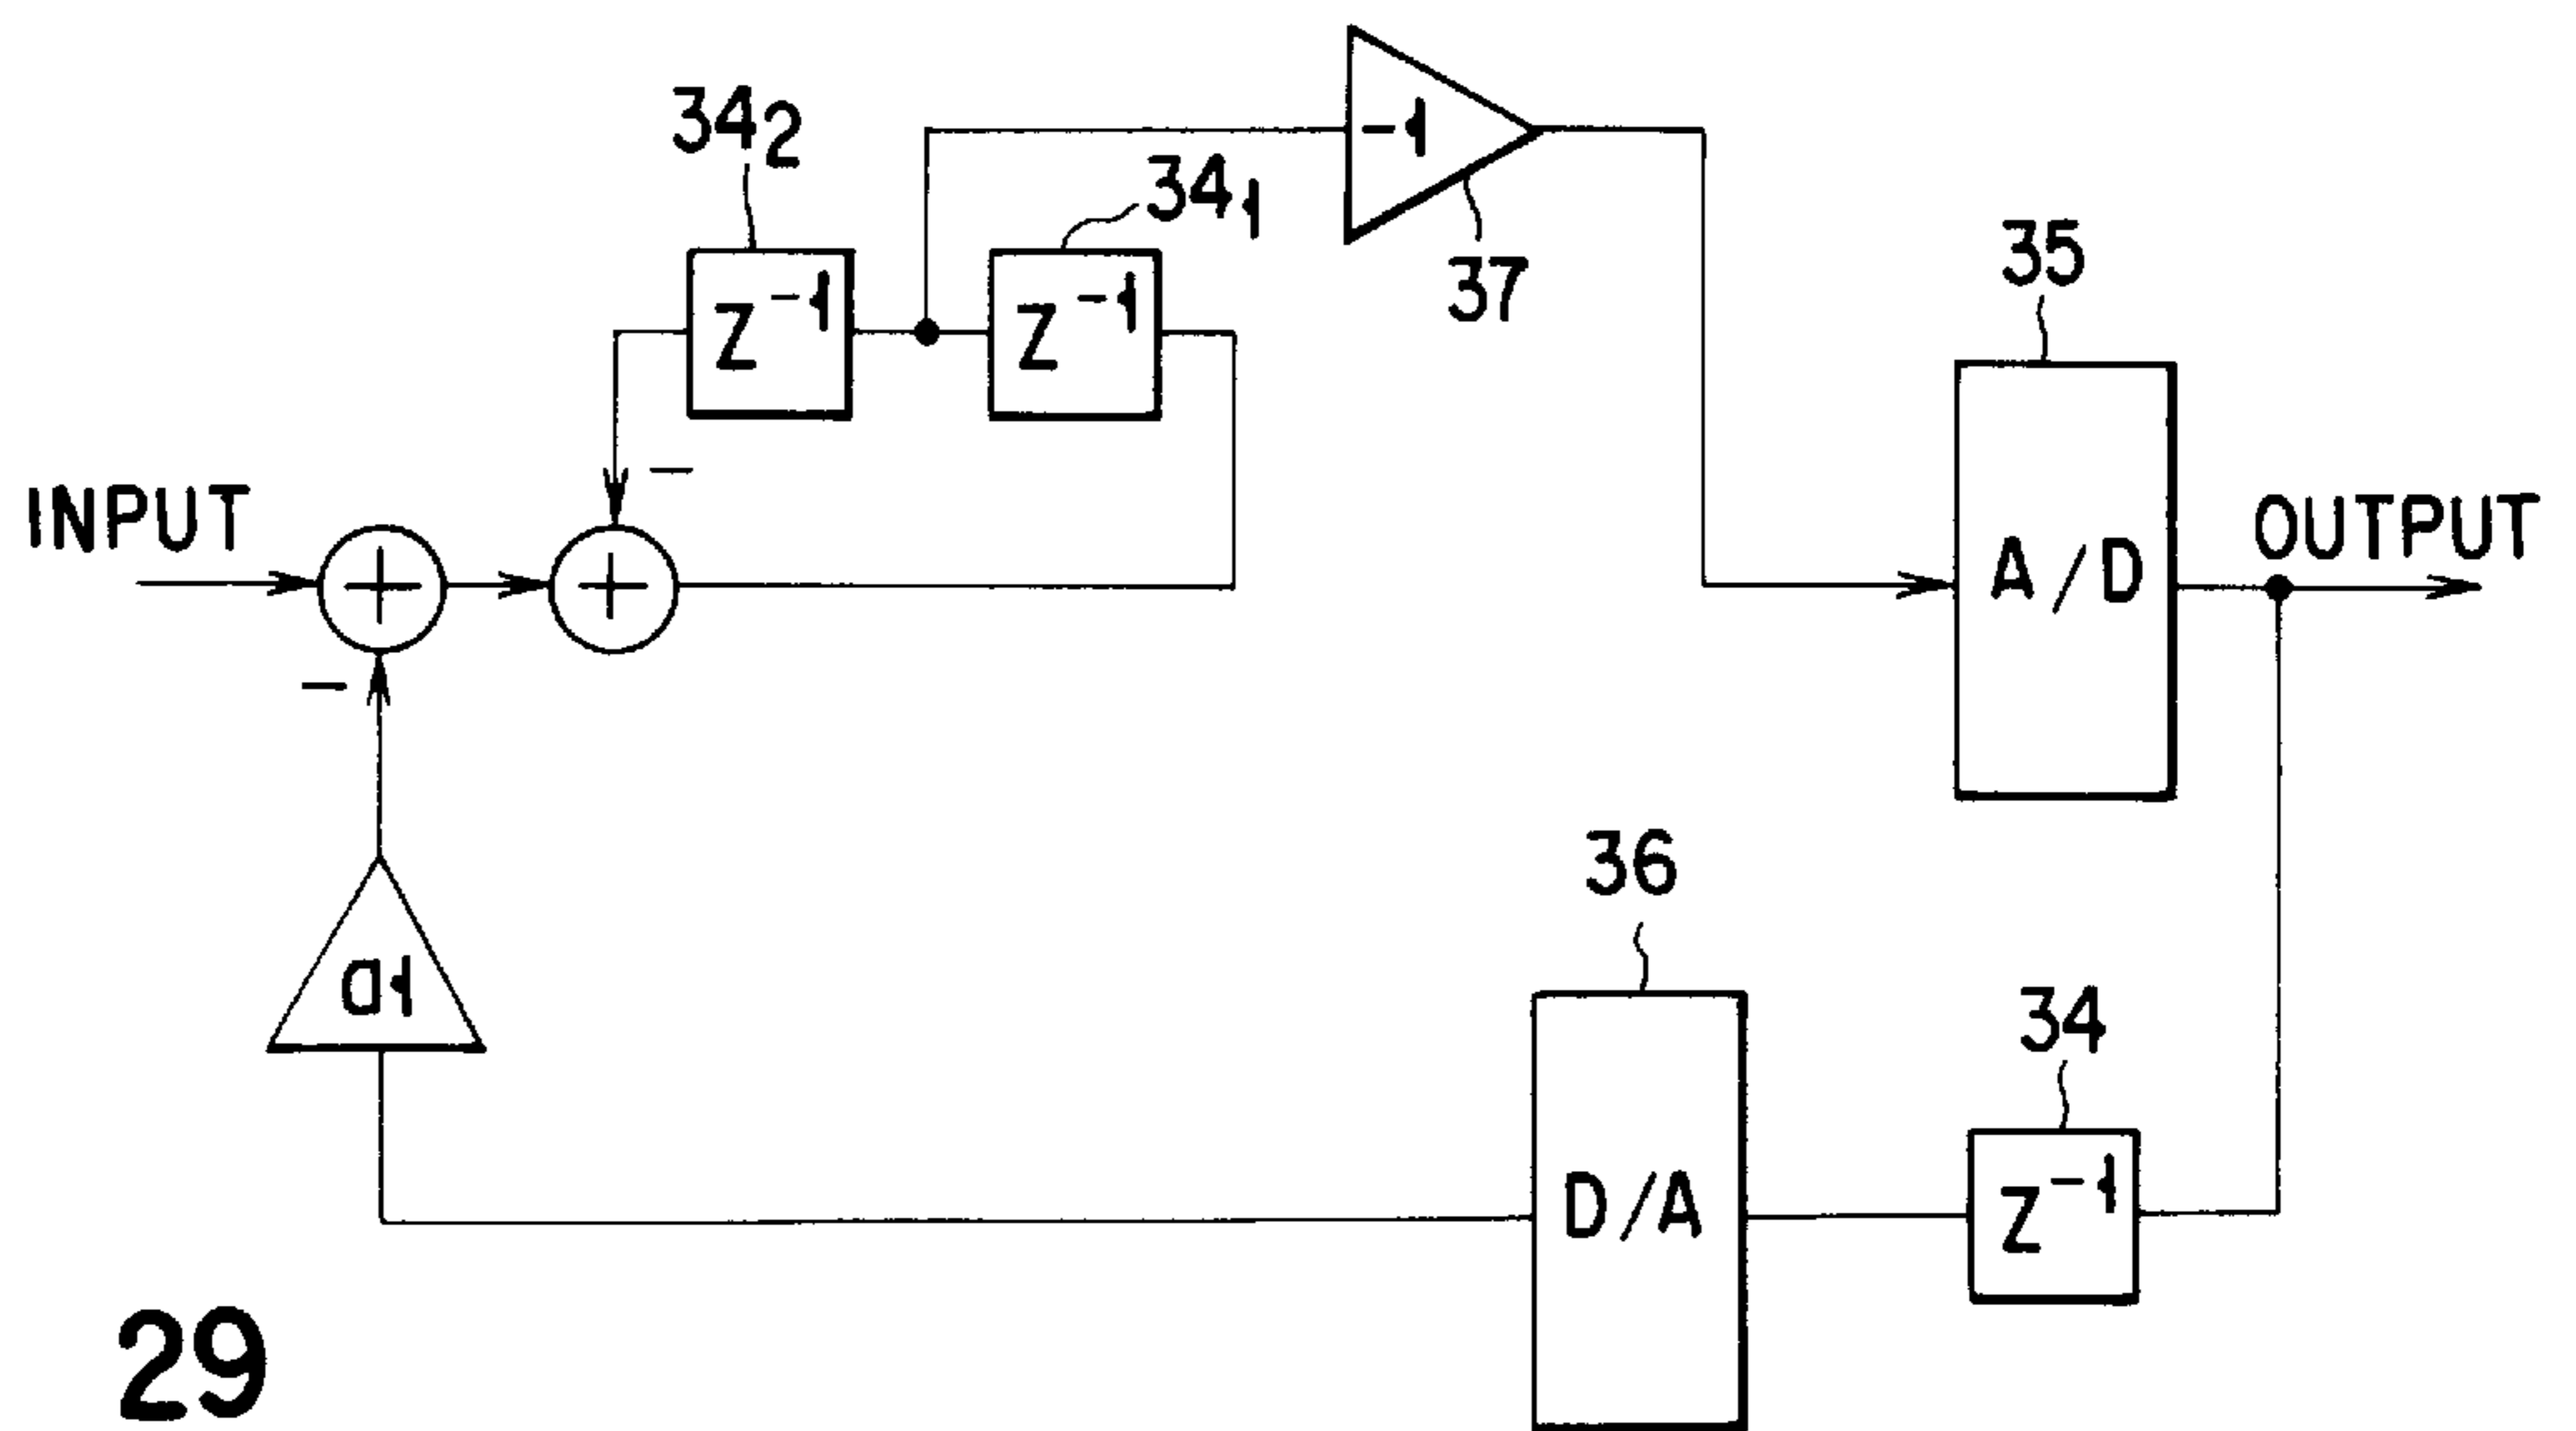 34₂
-1
34₁
37
35
Z⁻¹
Z⁻¹
-
INPUT
+
+
A/D
OUTPUT
-
36
a1
34
D/A
Z⁻¹
29